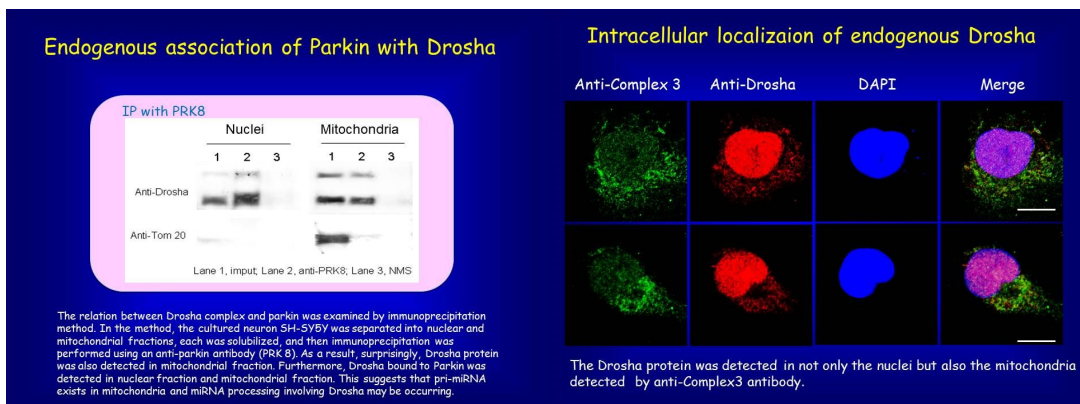 Endogenous association of Parkin with Drosha
IP with PRK8
Nuclei Mitochondria
1 2 3 1 2 3
Anti-Drosha
Anti-Tom 20
Lane 1, imput; Lane 2, anti-PRK8; Lane 3, NMS
The relation between Drosha complex and parkin was examined by immunoprecipitation
method. In the method, the cultured neuron SH-SY5Y was separated into nuclear and
mitochondrial fractions, each was solubilized, and then immunoprecipitation was
performed using an anti-parkin antibody (PRK 8). As a result, surprisingly, Drosha protein
was also detected in mitochondrial fraction. Furthermore, Drosha bound to Parkin was
detected in nuclear fraction and mitochondrial fraction. This suggests that pri-miRNA
exists in mitochondria and miRNA processing involving Drosha may be occurring.
Intracellular localizaion of endogenous Drosha
Anti-Complex 3 Anti-Drosha DAPI Merge
The Drosha protein was detected in not only the nuclei but also the mitochondria
detected by anti-Complex3 antibody.